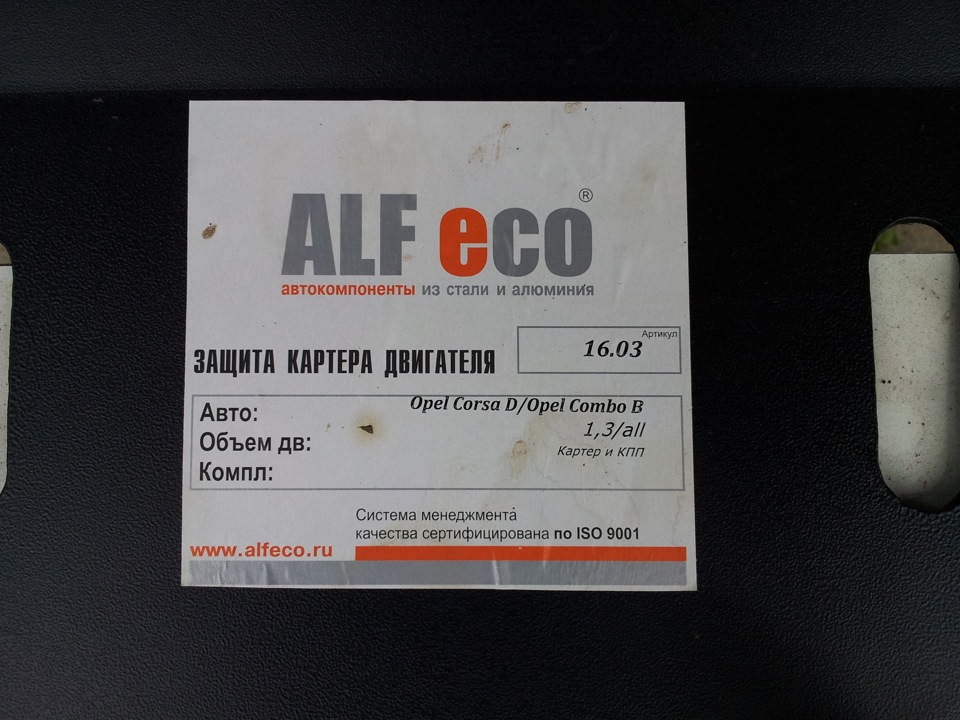 ALF eco ®
автокомпоненты из стали и алюминия
Артикул
ЗАЩИТА КАРТЕРА ДВИГАТЕЛЯ 16.03
Авто: Opel Corsa D/Opel Combo B
Объем дв: 1,3/all
Компл: Картер и КПП
Система менеджмента
качества сертифицирована по ISO 9001
www.alfeco.ru